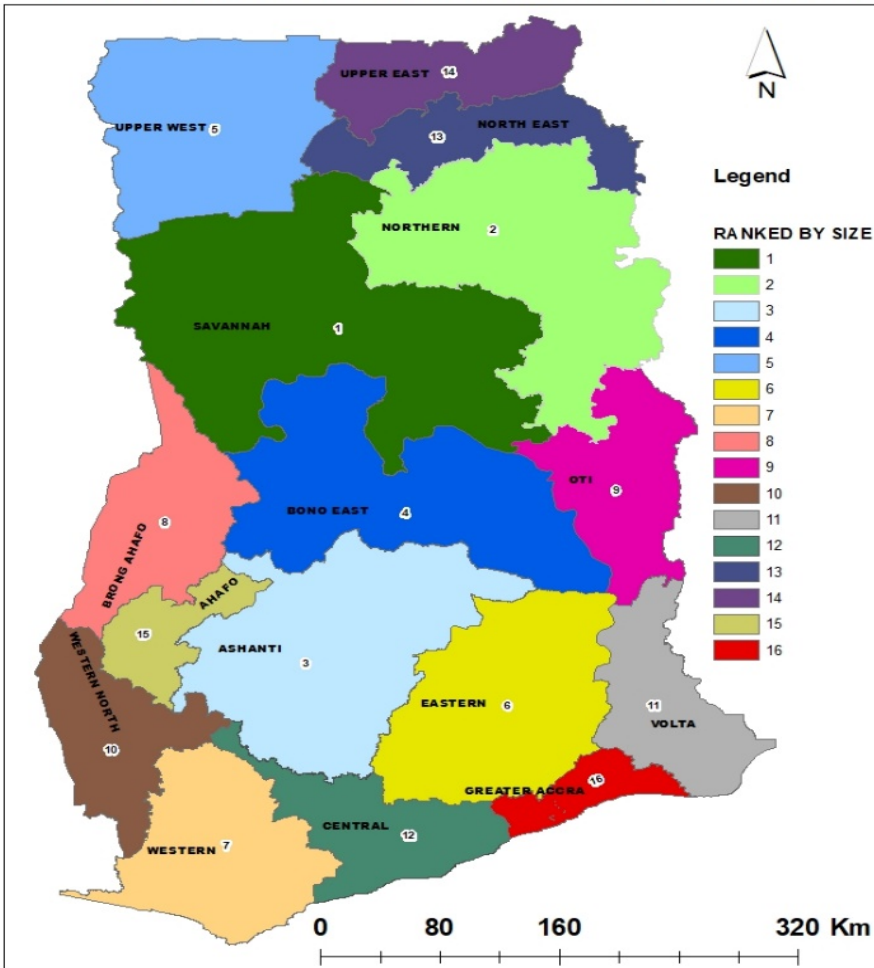 UPPER EAST 14
N
UPPER WEST 5
NORTH EAST
13
Legend
NORTHERN 2
RANKED BY SIZE
1
2
3
4
5
6
7
8
9
10
11
12
13
14
15
16
SAVANNAH 1
OTI
9
BONO EAST 4
8
BRONG AHAFO
AHAFO
15
ASHANTI
3
WESTERN NORTH
10
EASTERN 6
11
VOLTA
16
GREATER ACCRA
CENTRAL
12
WESTERN 7
0 80 160 320 Km